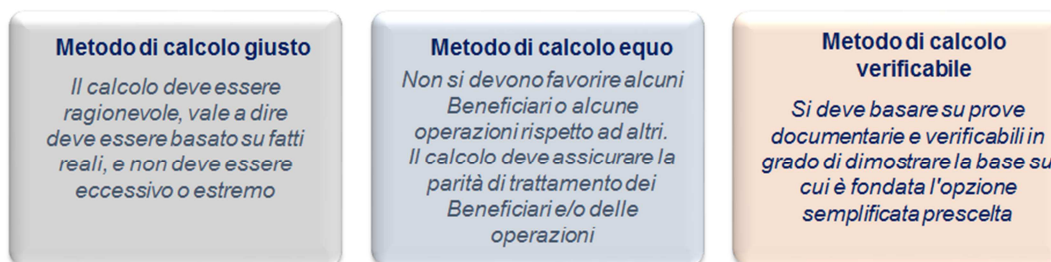 Metodo di calcolo giusto
Il calcolo deve essere
ragionevole, vale a dire
deve essere basato su fatti
reali, e non deve essere
eccessivo o estremo
Metodo di calcolo equo
Non si devono favorire alcuni
Beneficiari o alcune
operazioni rispetto ad altri.
Il calcolo deve assicurare la
parità di trattamento dei
Beneficiari e/o delle
operazioni
Metodo di calcolo
verificabile
Si deve basare su prove
documentarie e verificabili in
grado di dimostrare la base su
cui è fondata l'opzione
semplificata prescelta